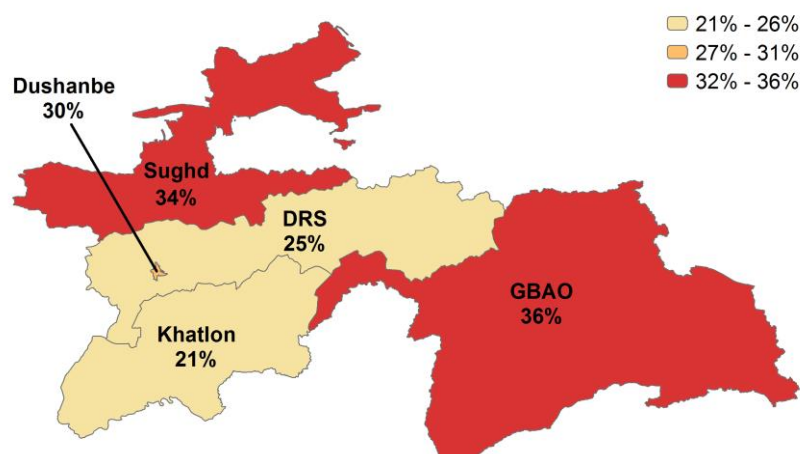 21% - 26%
27% - 31%
32% - 36%
Dushanbe
30%
Sughd
34%
DRS
25%
GBAO
36%
Khatlon
21%